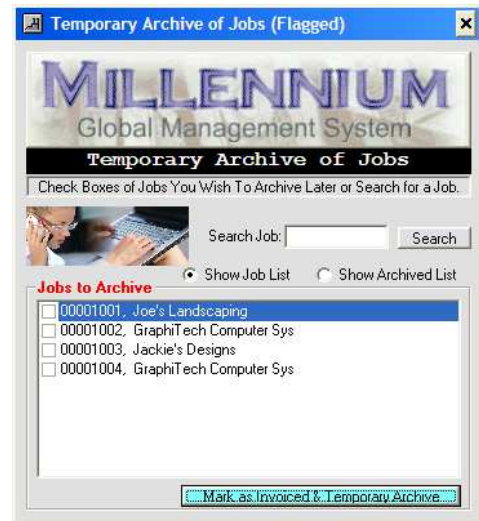 Temporary Archive of Jobs (Flagged)
MILLENNIUM
Global Management System
Temporary Archive of Jobs
Check Boxes of Jobs You Wish To Archive Later or Search for a Job.
Search Job: Search
Show Job List Show Archived List
Jobs to Archive
00001001, Joe's Landscaping
00001002, GraphiTech Computer Sys
00001003, Jackie's Designs
00001004, GraphiTech Computer Sys
Mark as Invoiced & Temporary Archive